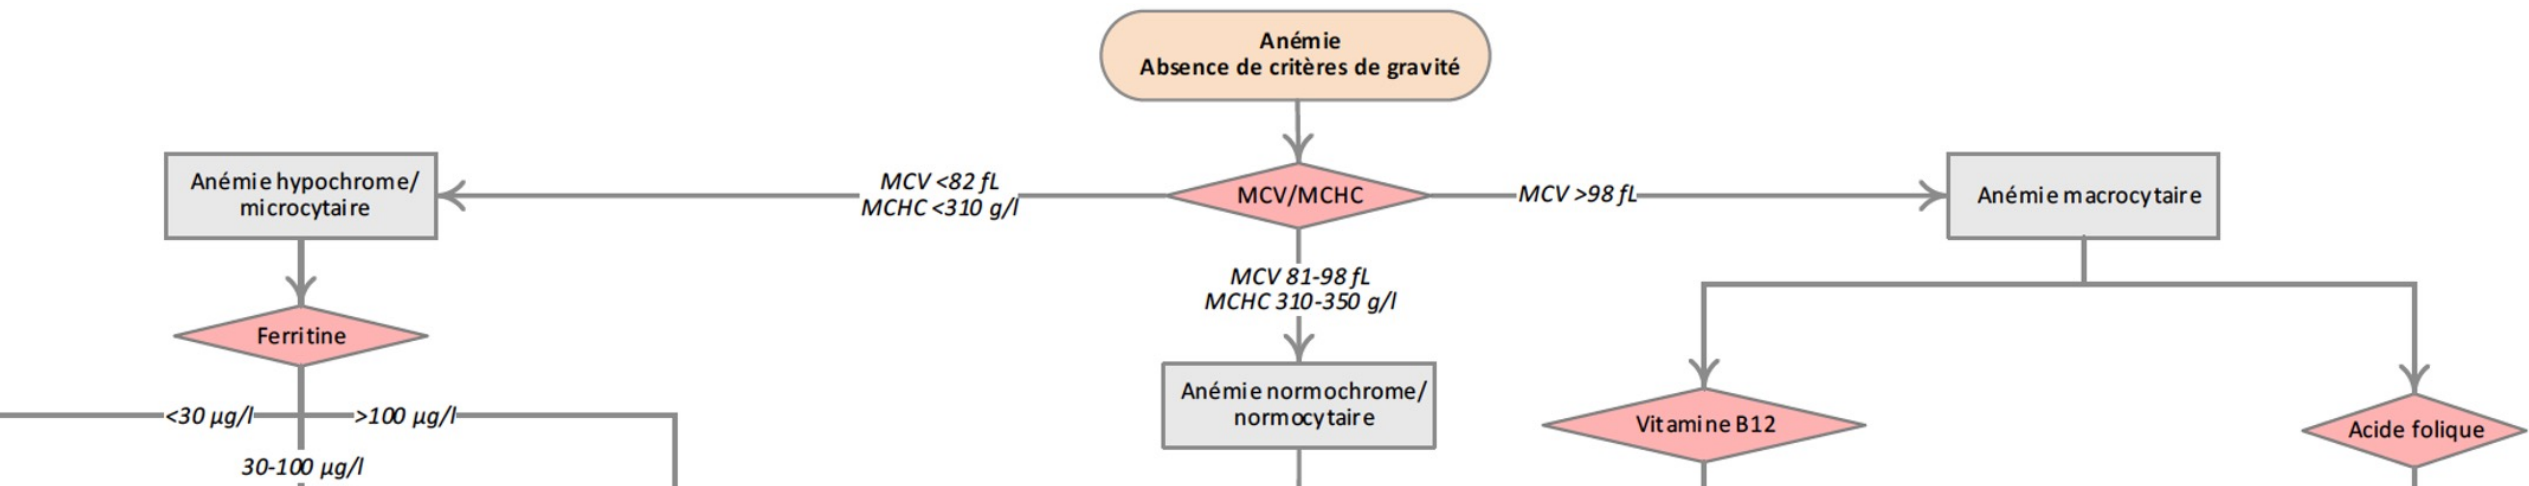 Anémie
Absence de critères de gravité
Anémie hypochrome/
microcytaire
MCV <82 fL
MCHC <310 g/l
MCV/MCHC
MCV >98 fL
Anémie macrocytaire
MCV 81-98 fL
MCHC 310-350 g/l
Ferritine
Anémie normochrome/
normocytaire
<30 µg/l
>100 µg/l
30-100 µg/l
Vitamine B12
Acide folique